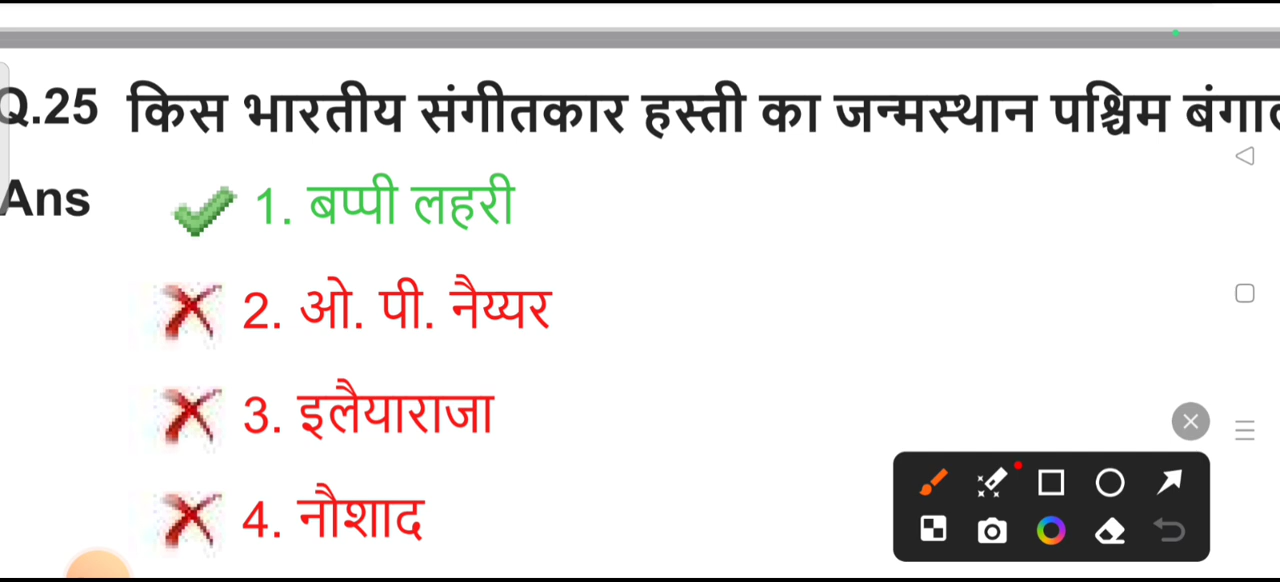 Q.25 किस भारतीय संगीतकार हस्ती का जन्मस्थान पश्चिम
Ans 1. बप्पी लहरी
2. ओ. पी. नैय्यर
3. इलैयाराजा
4. नौशाद